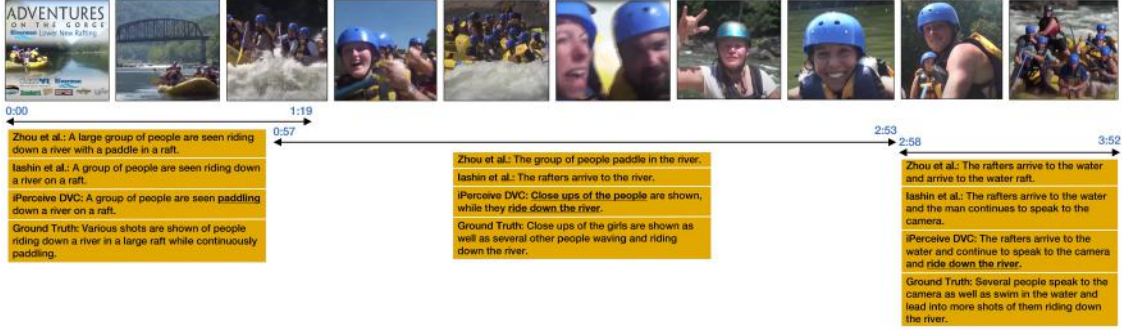 ADVENTURES
ON THE GORGE
Lower New Rafting
0:00
1:19
0:57
2:53
2:58
3:52
Zhou et al.: A large group of people are seen riding
down a river with a paddle in a raft.
Iashin et al.: A group of people are seen riding down
a river on a raft.
iPerceive DVC: A group of people are seen paddling
down a river on a raft.
Ground Truth: Various shots are shown of people
riding down a river in a large raft while continuously
paddling.
Zhou et al.: The group of people paddle in the river.
Iashin et al.: The rafters arrive to the river.
iPerceive DVC: Close ups of the people are shown,
while they ride down the river.
Ground Truth: Close ups of the girls are shown as
well as several other people waving and riding
down the river.
Zhou et al.: The rafters arrive to the water
and arrive to the water raft.
Iashin et al.: The rafters arrive to the water
and the man continues to speak to the
camera.
iPerceive DVC: The rafters arrive to the
water and continue to speak to the camera
and ride down the river.
Ground Truth: Several people speak to the
camera as well as swim in the water and
lead into more shots of them riding down
the river.